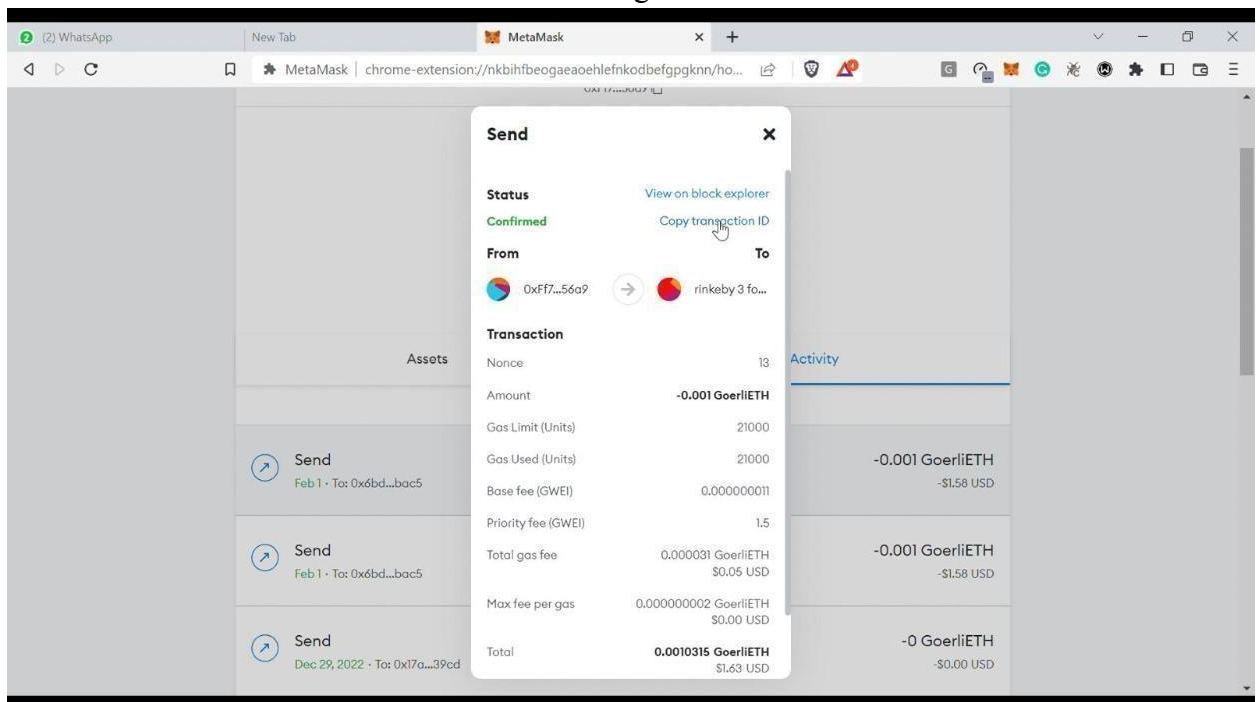 (2) WhatsApp
New Tab
MetaMask
MetaMask | chrome-extension://nkbihfbeogaeaoehlefnkodbefgpgknn/ho...
Send
Status
View on block explorer
Confirmed
Copy transaction ID
From
To
0xFf7...56a9
rinkeby 3 fo...
Transaction
Nonce
13
Amount
-0.001 GoerliETH
Gas Limit (Units)
21000
Gas Used (Units)
21000
Base fee (GWEI)
0.000000011
Priority fee (GWEI)
1.5
Total gas fee
0.000031 GoerliETH
$0.05 USD
Max fee per gas
0.000000002 GoerliETH
$0.00 USD
Total
0.0010315 GoerliETH
$1.63 USD
Assets
Activity
Send
Feb 1 · To: 0x6bd...bac5
-0.001 GoerliETH
-$1.58 USD
Send
Feb 1 · To: 0x6bd...bac5
-0.001 GoerliETH
-$1.58 USD
Send
Dec 29, 2022 · To: 0x17a...39cd
-0 GoerliETH
-$0.00 USD